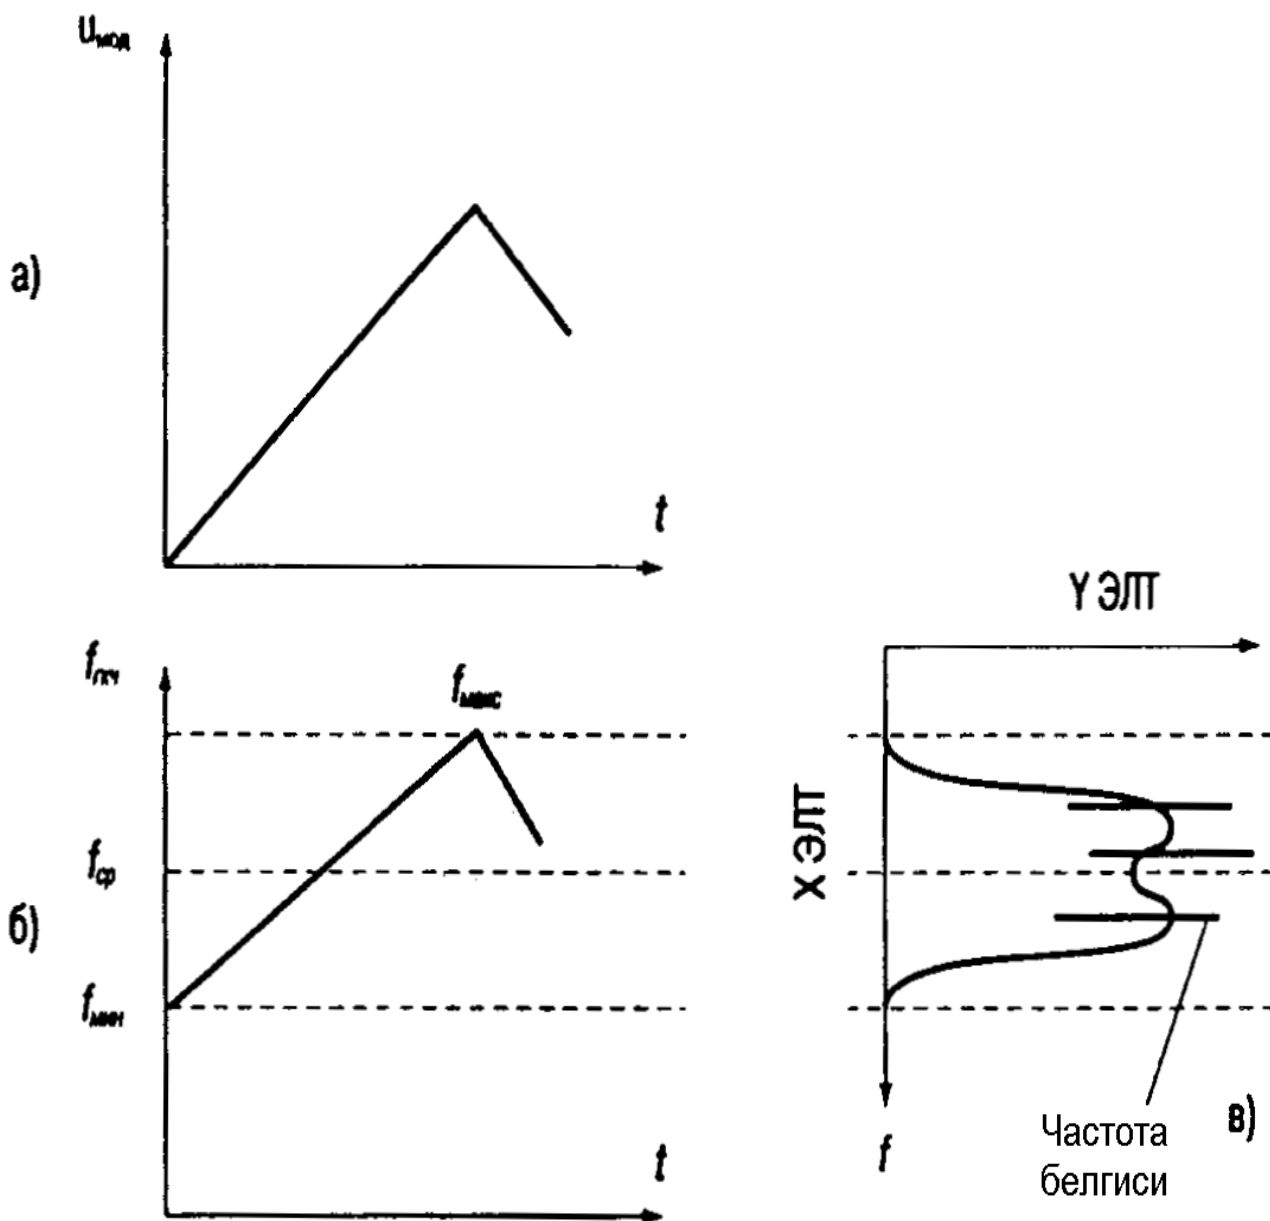 Uмод
а)
t
fгкч
fмакс
fср
fмин
б)
t
Y ЭЛТ
X ЭЛТ
f
Частота
белгиси
в)